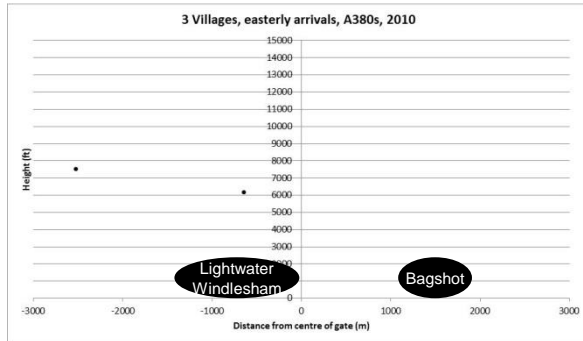 3 Villages, easterly arrivals, A380s, 2010
Height (ft)
15000
14000
13000
12000
11000
10000
9000
8000
7000
6000
5000
4000
3000
2000
1000
0
Lightwater
Windlesham
Bagshot
-3000 -2000 -1000 0 1000 2000 3000
Distance from centre of gate (m)